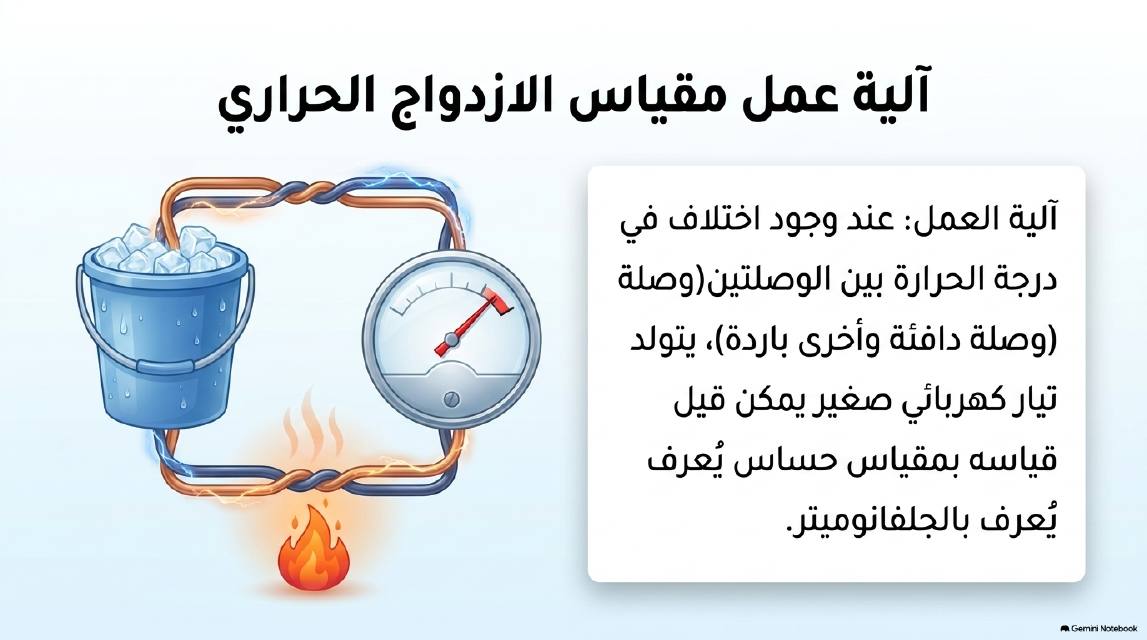 آلية عمل مقياس الازدواج الحراري
آلية العمل: عند وجود اختلاف في
درجة الحرارة بين الوصلتين(وصلة
(وصلة دافئة وأخرى باردة)، يتولد
تيار كهربائي صغير يمكن قيل
قياسه بمقياس حساس يُعرف
يُعرف بالجلفانوميتر.
Gemini Notebook